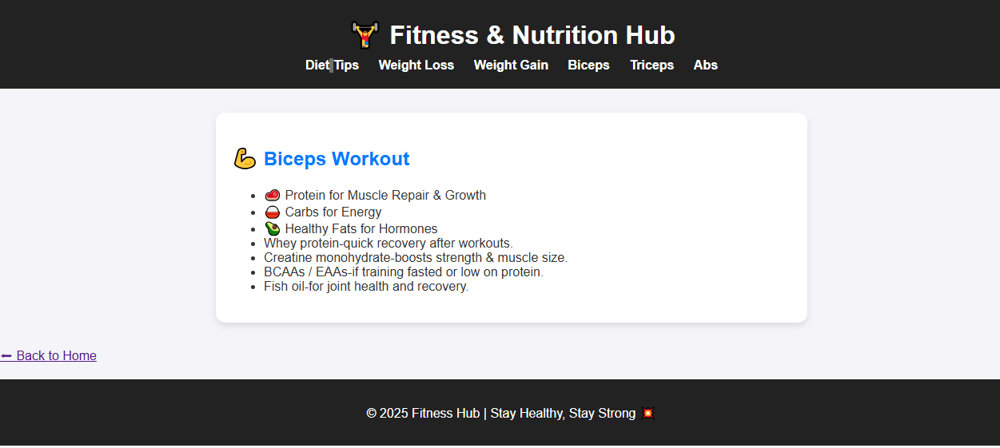 🏋️ Fitness & Nutrition Hub
Diet Tips Weight Loss Weight Gain Biceps Triceps Abs
💪 Biceps Workout
• 🥩 Protein for Muscle Repair & Growth
• 🍚 Carbs for Energy
• 🥑 Healthy Fats for Hormones
• Whey protein-quick recovery after workouts.
• Creatine monohydrate-boosts strength & muscle size.
• BCAAs / EAAs-if training fasted or low on protein.
• Fish oil-for joint health and recovery.
⬅ Back to Home
© 2025 Fitness Hub | Stay Healthy, Stay Strong 💥